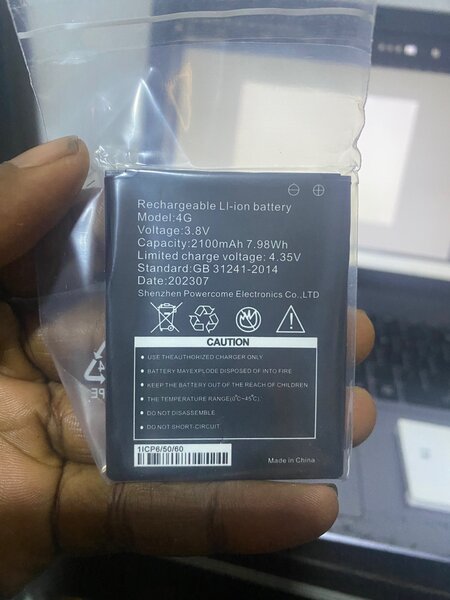 Rechargeable LI-ion battery
Model:4G
Voltage:3.8V
Capacity:2100mAh 7.98Wh
Limited charge voltage: 4.35V
Standard:GB 31241-2014
Date:202307
Shenzhen Powercome Electronics Co.,LTD
CAUTION
USE THEAUTHORIZED CHARGER ONLY
BATTERY MAYEXPLODE DISPOSED OF INTO FIRE
KEEP THE BATTERY OUT OF THE REACH OF CHILDREN
THE TEMPERATURE RANGE(0°C~45°C)
DO NOT DISASSEMBLE
DO NOT SHORT-CIRCUIT
1ICP6/50/60
Made in China